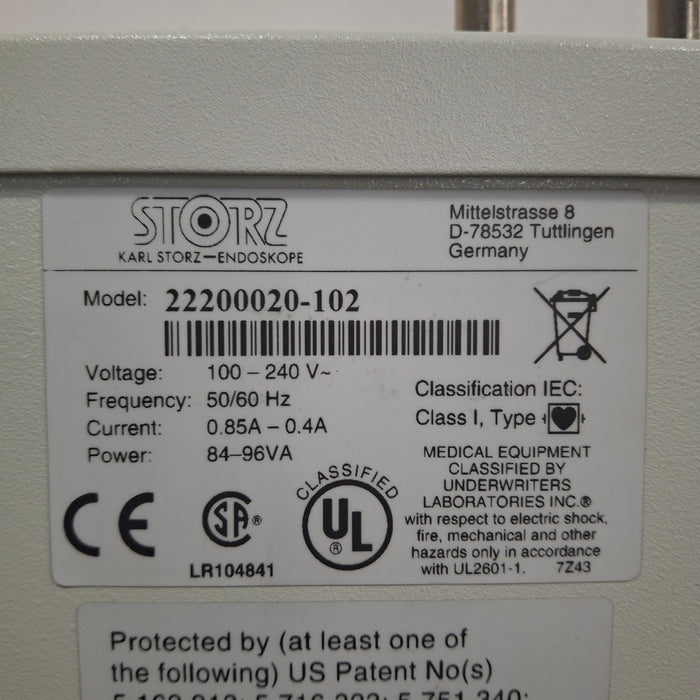 STORZ
KARL STORZ—ENDOSKOPE
Mittelstrasse 8
D-78532 Tuttlingen
Germany
Model: 22200020-102
Voltage: 100 – 240 V~
Frequency: 50/60 Hz
Current: 0.85A – 0.4A
Power: 84–96VA
Classification IEC:
Class I, Type
CE
SA ®
LR104841
CLASSIFIED
UL
®
MEDICAL EQUIPMENT
CLASSIFIED BY
UNDERWRITERS
LABORATORIES INC.®
with respect to electric shock,
fire, mechanical and other
hazards only in accordance
with UL2601-1. 7Z43
Protected by (at least one of
the following) US Patent No(s)
5,751,340;